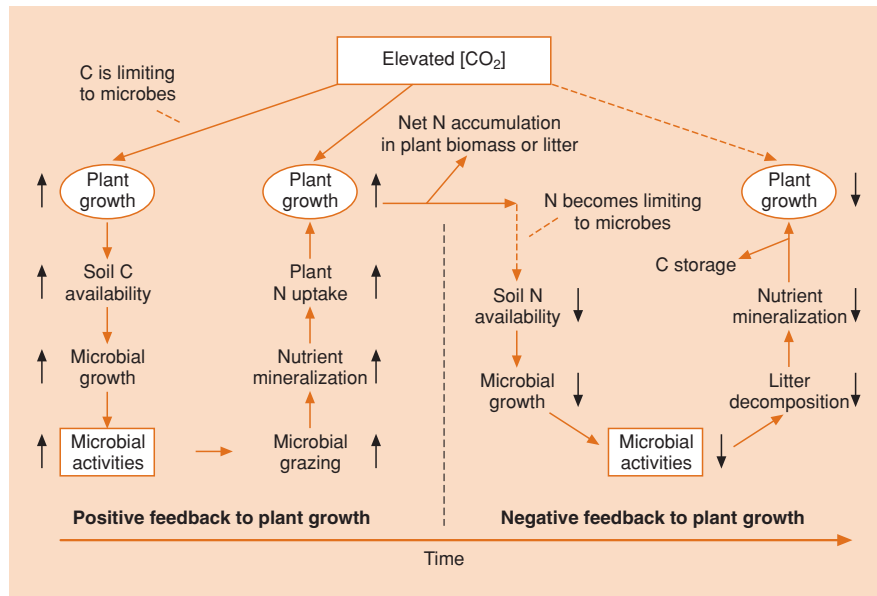 Elevated [CO₂]
C is limiting
to microbes
Net N accumulation
in plant biomass or litter
Plant
growth
Plant
growth
N becomes limiting
to microbes
Plant
growth
Soil C
availability
Plant
N uptake
C storage
Soil N
availability
Nutrient
mineralization
Microbial
growth
Nutrient
mineralization
Microbial
growth
Litter
decomposition
Microbial
activities
Microbial
grazing
Microbial
activities
Positive feedback to plant growth
Negative feedback to plant growth
Time